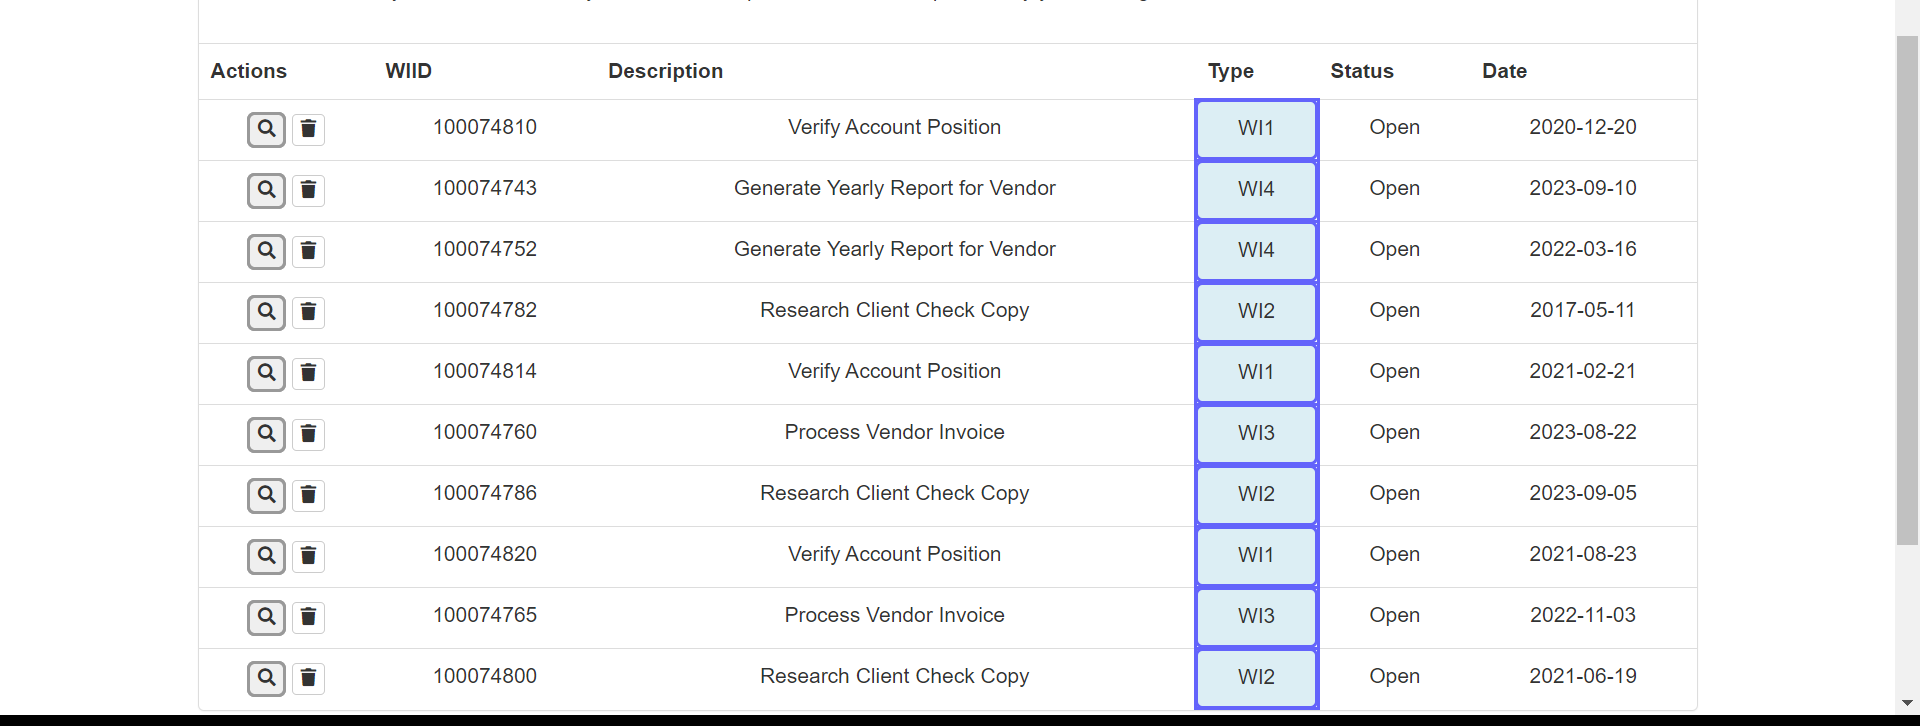 Actions WIID Description Type Status Date
100074810 Verify Account Position WI1 Open 2020-12-20
100074743 Generate Yearly Report for Vendor WI4 Open 2023-09-10
100074752 Generate Yearly Report for Vendor WI4 Open 2022-03-16
100074782 Research Client Check Copy WI2 Open 2017-05-11
100074814 Verify Account Position WI1 Open 2021-02-21
100074760 Process Vendor Invoice WI3 Open 2023-08-22
100074786 Research Client Check Copy WI2 Open 2023-09-05
100074820 Verify Account Position WI1 Open 2021-08-23
100074765 Process Vendor Invoice WI3 Open 2022-11-03
100074800 Research Client Check Copy WI2 Open 2021-06-19